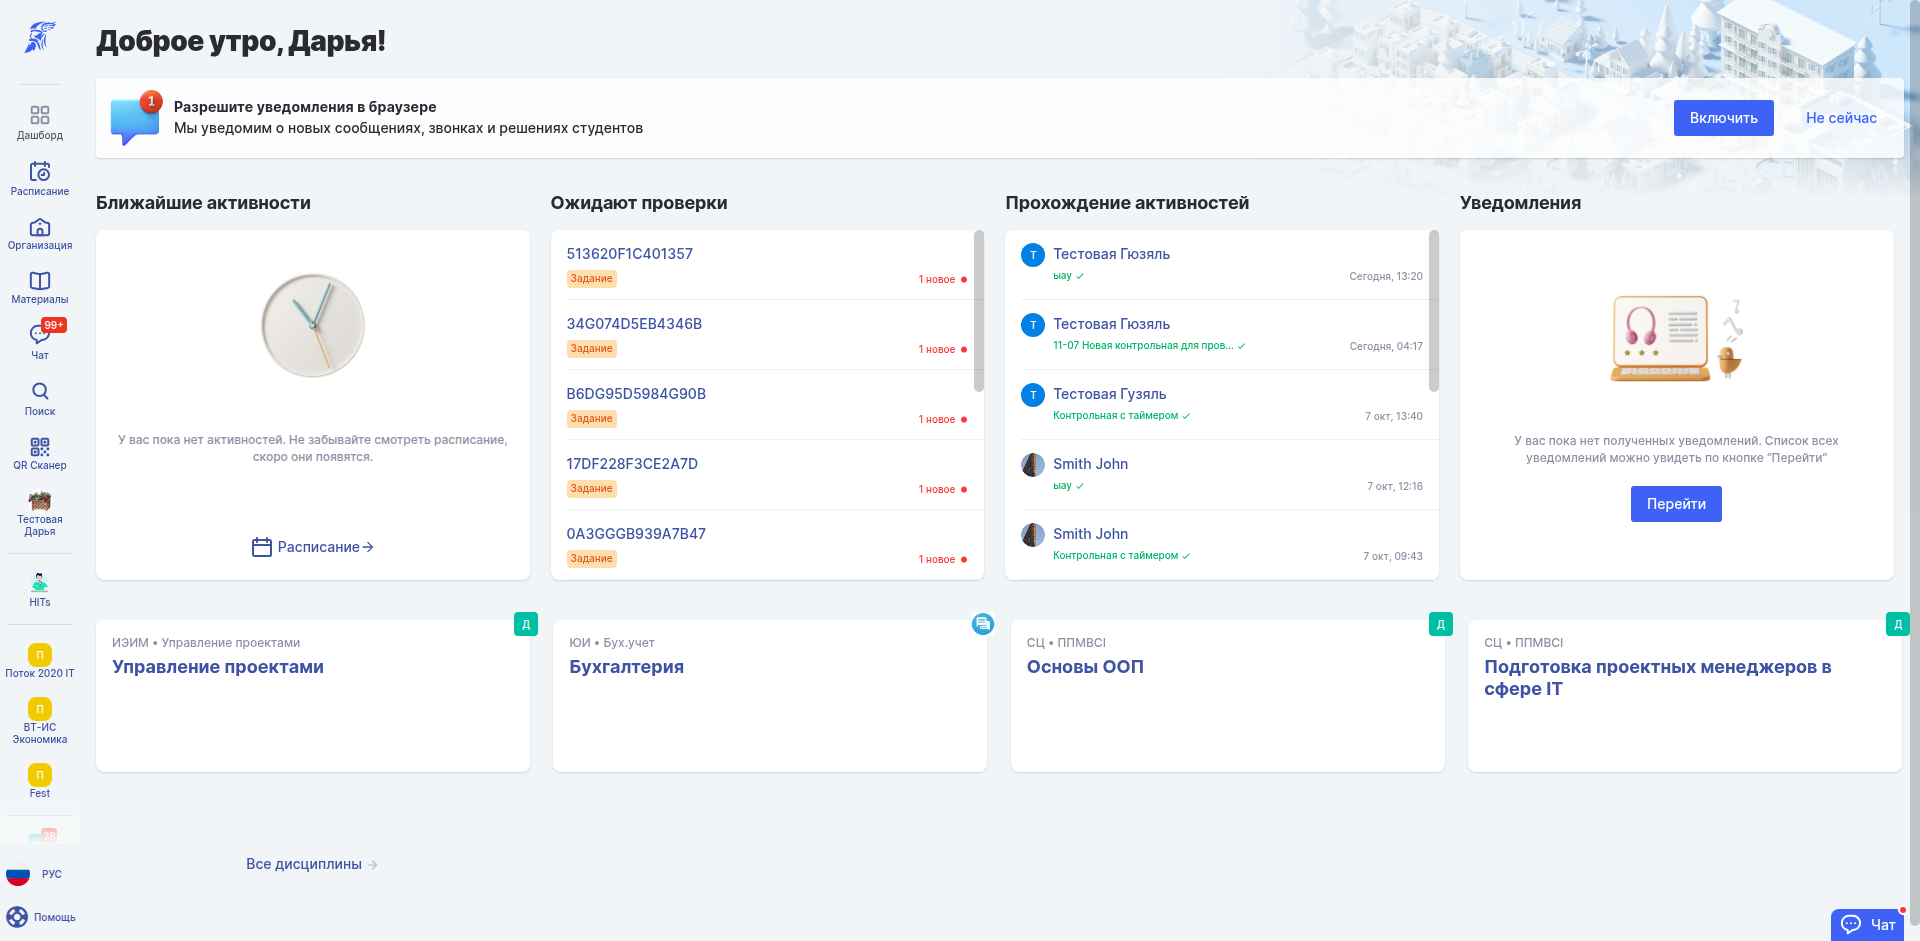 Доброе утро, Дарья!
1
Разрешите уведомления в браузере
Мы уведомим о новых сообщениях, звонках и решениях студентов
Включить
Не сейчас
Дашборд
Расписание
Организация
Материалы
99+
Чат
Поиск
QR Сканер
Тестовая
Дарья
HITs
П
Поток 2020 IT
П
ВТ-ИС
Экономика
П
Fest
28
РУС
Помощь
Ближайшие активности
У вас пока нет активностей. Не забывайте смотреть расписание,
скоро они появятся.
Расписание
Ожидают проверки
513620F1C401357
Задание
1 новое
34G074D5EB4346B
Задание
1 новое
B6DG95D5984G90B
Задание
1 новое
17DF228F3CE2A7D
Задание
1 новое
0A3GGGB939A7B47
Задание
1 новое
Прохождение активностей
Т
Тестовая Гюзяль
ыау
Сегодня, 13:20
Т
Тестовая Гюзяль
11-07 Новая контрольная для пров...
Сегодня, 04:17
Т
Тестовая Гузяль
Контрольная с таймером
7 окт, 13:40
Smith John
ыау
7 окт, 12:16
Smith John
Контрольная с таймером
7 окт, 09:43
Уведомления
У вас пока нет полученных уведомлений. Список всех
уведомлений можно увидеть по кнопке “Перейти”
Перейти
Д
ИЭИМ • Управление проектами
Управление проектами
ЮИ • Бух.учет
Бухгалтерия
Д
СЦ • ППМВСI
Основы ООП
Д
СЦ • ППМВСI
Подготовка проектных менеджеров в
сфере IT
Все дисциплины
Чат